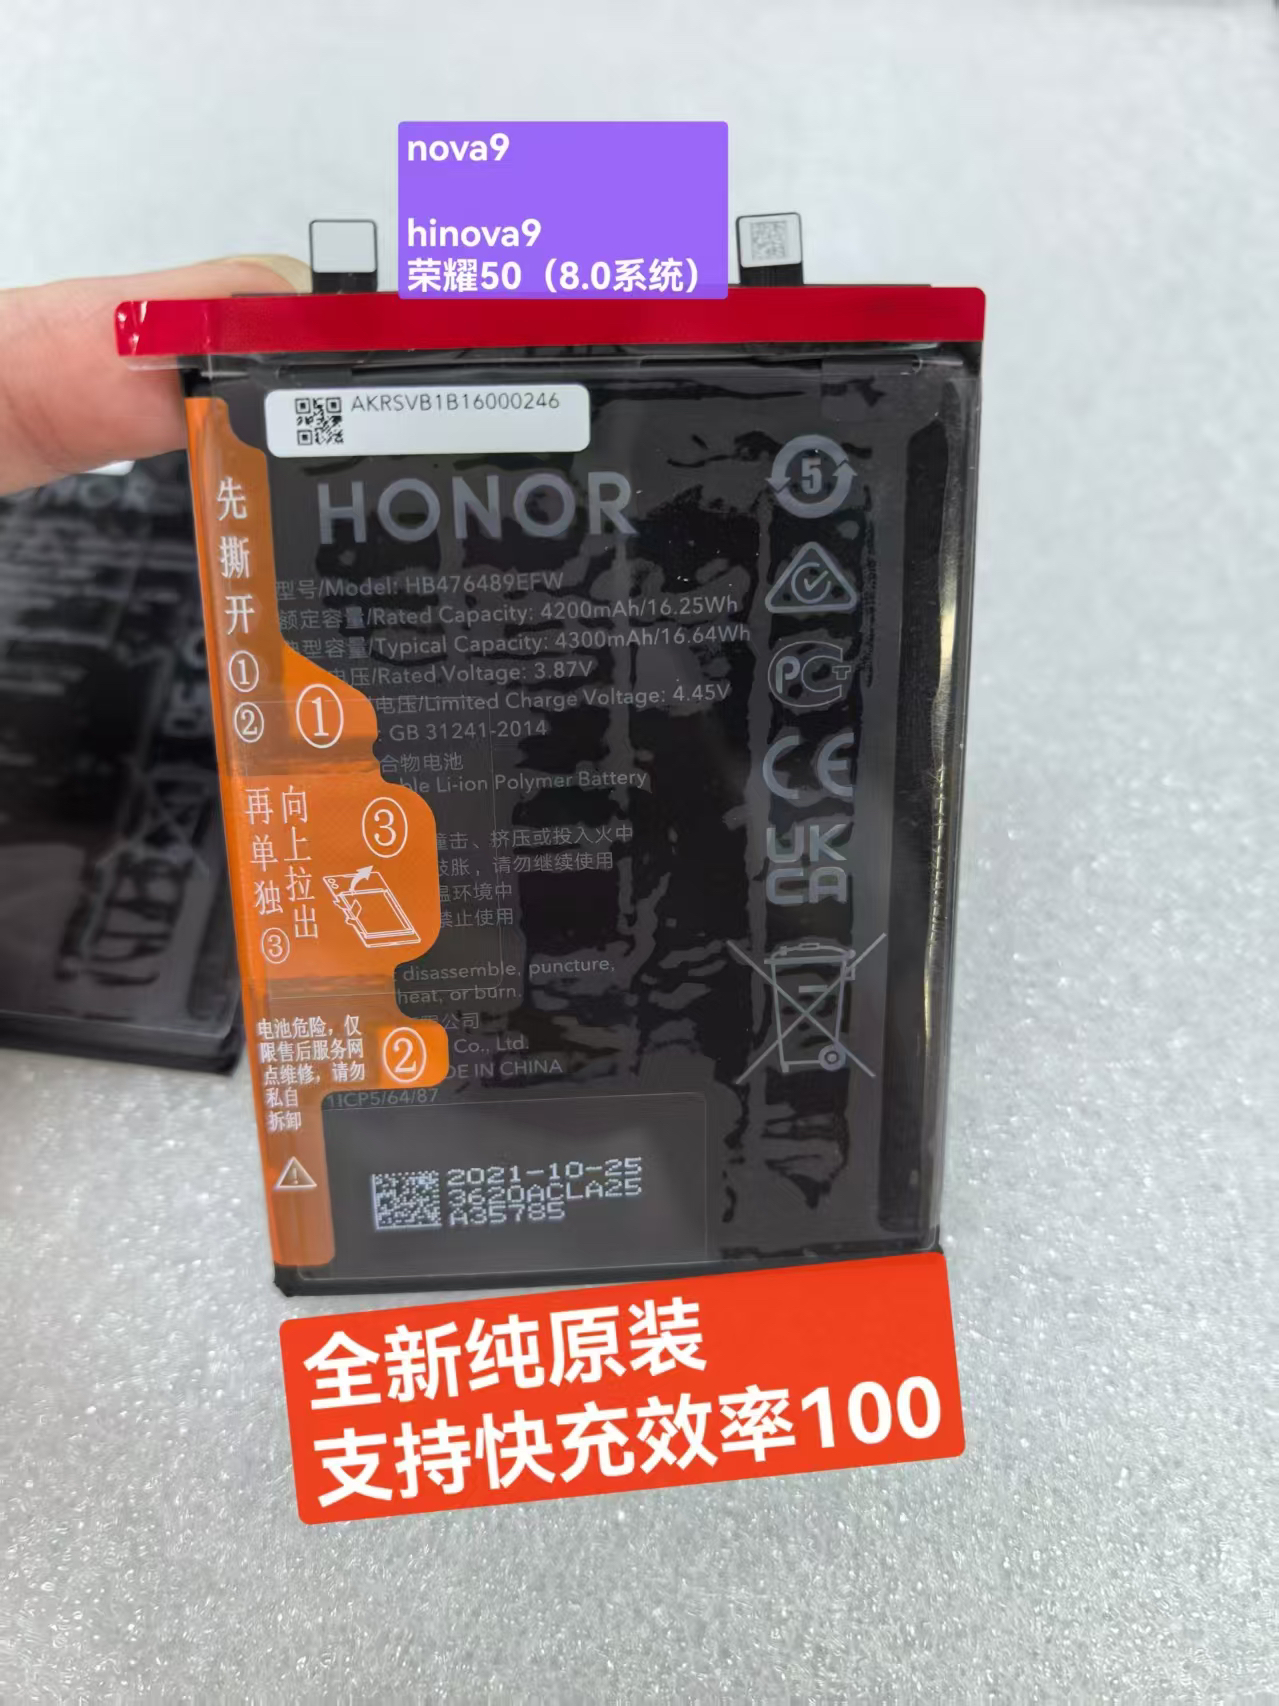 nova9
hinova9
荣耀50（8.0系统）
AKRSVB1B16000246
HONOR
5
型号/Model: HB476489EFW
额定容量/Rated Capacity: 4200mAh/16.25Wh
典型容量/Typical Capacity: 4300mAh/16.64Wh
电压/Rated Voltage: 3.87V
电压/Limited Charge Voltage: 4.45V
: GB 31241-2014
合物电池
ble Li-ion Polymer Battery
撞击、挤压或投入火中
鼓胀，请勿继续使用
温环境中
禁止使用
disassemble, puncture,
heat, or burn.
公司
Co., Ltd.
DE IN CHINA
1ICP5/64/87
CE
UK
CA
先撕开①②
①
再单独③
向上拉出
③
②
电池危险，仅
限售后服务网
点维修，请勿
私自
拆卸
2021-10-25
3620ACLA25
A35785
全新纯原装
支持快充效率100